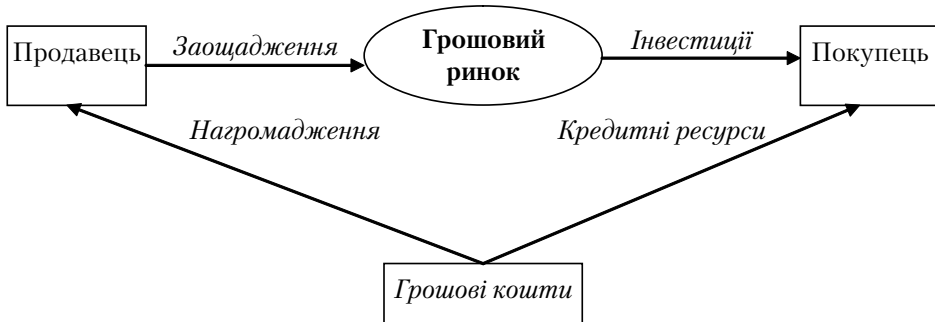 Продавець
Заощадження
Грошовий
ринок
Інвестиції
Покупець
Нагромадження
Кредитні ресурси
Грошові кошти